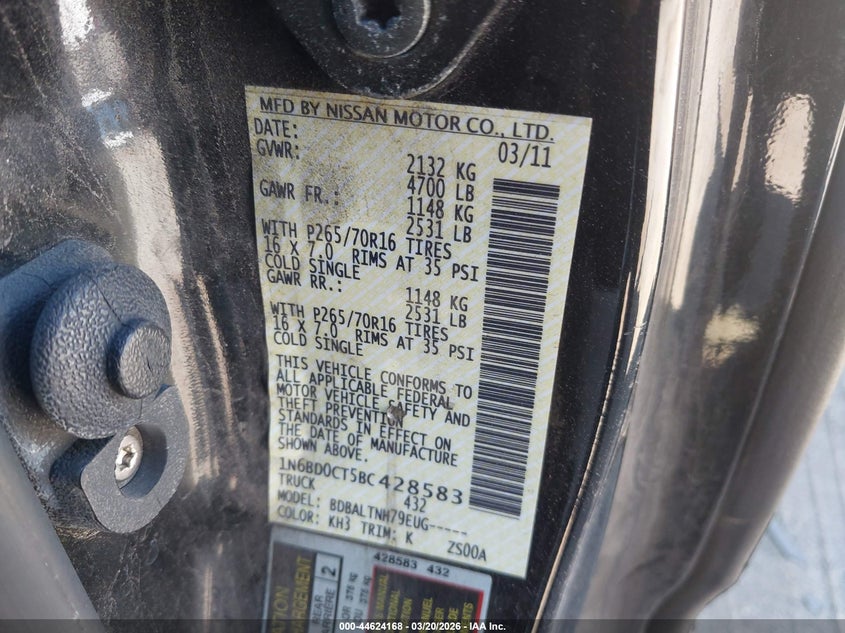 MFD BY NISSAN MOTOR CO., LTD.
DATE: 03/11
GVWR: 2132 KG
4700 LB
GAWR FR.: 1148 KG
2531 LB
WITH P265/70R16 TIRES
16 X 7.0 RIMS AT 35 PSI
COLD SINGLE
GAWR RR.: 1148 KG
2531 LB
WITH P265/70R16 TIRES
16 X 7.0 RIMS AT 35 PSI
COLD SINGLE
THIS VEHICLE CONFORMS TO
ALL APPLICABLE FEDERAL
MOTOR VEHICLE SAFETY AND
THEFT PREVENTION
STANDARDS IN EFFECT ON
THE DATE OF MANUFACTURE
SHOWN ABOVE.
1N6BD0CT5BC428583
TRUCK 432
MODEL: BDBALTNH79EUG-----
COLOR: KH3 TRIM: K ZS00A
428583 432
REAR 2
000-44624168 - 03/20/2026 - IAA Inc.